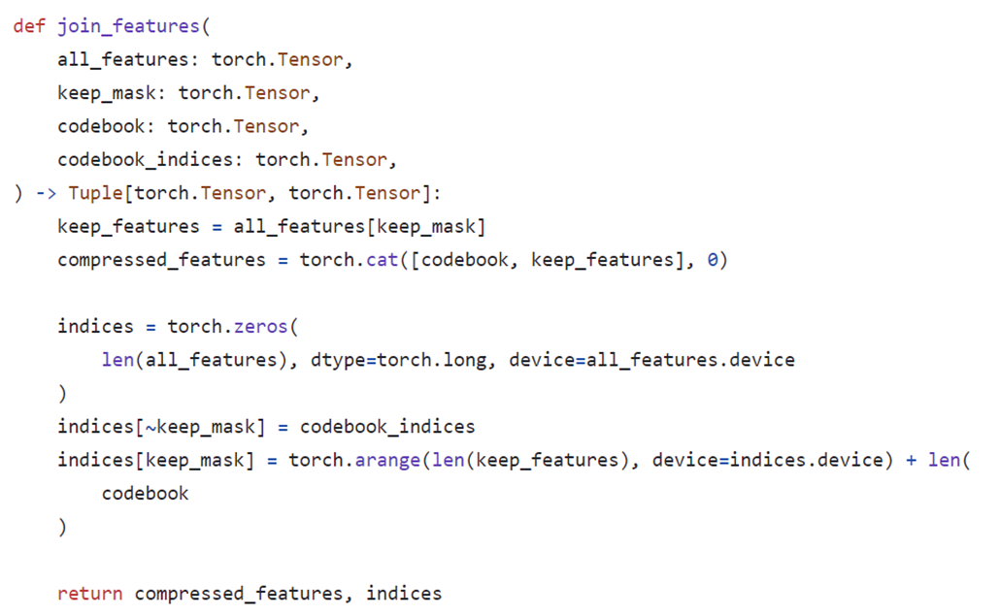 def join_features(
    all_features: torch.Tensor,
    keep_mask: torch.Tensor,
    codebook: torch.Tensor,
    codebook_indices: torch.Tensor,
) -> Tuple[torch.Tensor, torch.Tensor]:
    keep_features = all_features[keep_mask]
    compressed_features = torch.cat([codebook, keep_features], 0)

    indices = torch.zeros(
        len(all_features), dtype=torch.long, device=all_features.device
    )
    indices[~keep_mask] = codebook_indices
    indices[keep_mask] = torch.arange(len(keep_features), device=indices.device) + len(
        codebook
    )

    return compressed_features, indices